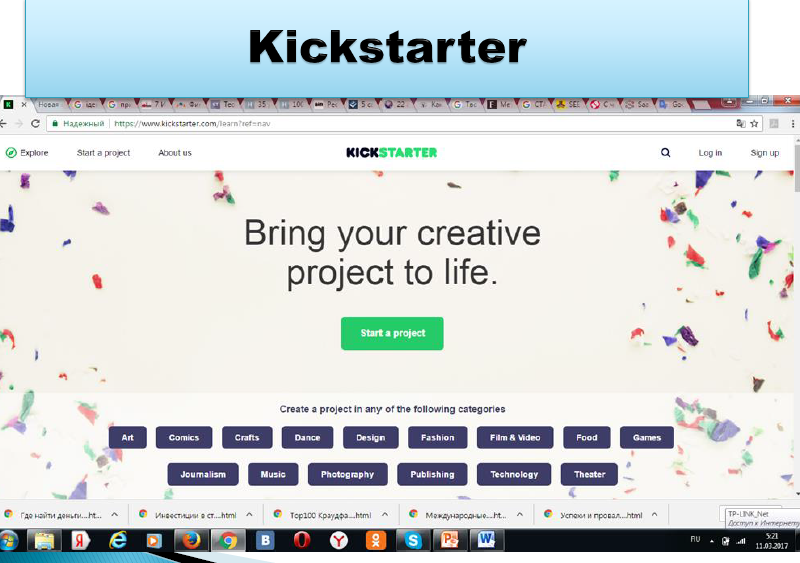 Kickstarter
Надежный https://www.kickstarter.com/learn?ref=nav
Explore Start a project About us KICKSTARTER Log in Sign up
Bring your creative
project to life.
Start a project
Create a project in any of the following categories
Art Comics Crafts Dance Design Fashion Film & Video Food Games
Journalism Music Photography Publishing Technology Theater
Где найти деньги....ht... Инвестиции в ст....html Top100 Краудфа....html Международные....ht... Успехи и провал....html
TP-LINK_Net
Доступ к Интернету
RU 5:21
11.03.2017